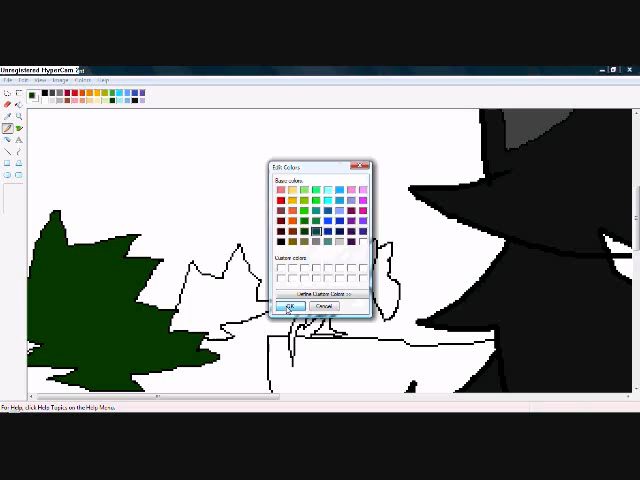 Unregistered HyperCam 2
File Edit View Image Colors Help
Edit Colors
Basic colors:
Custom colors:
Define Custom Colors >>
OK Cancel
For Help, click Help Topics on the Help Menu.